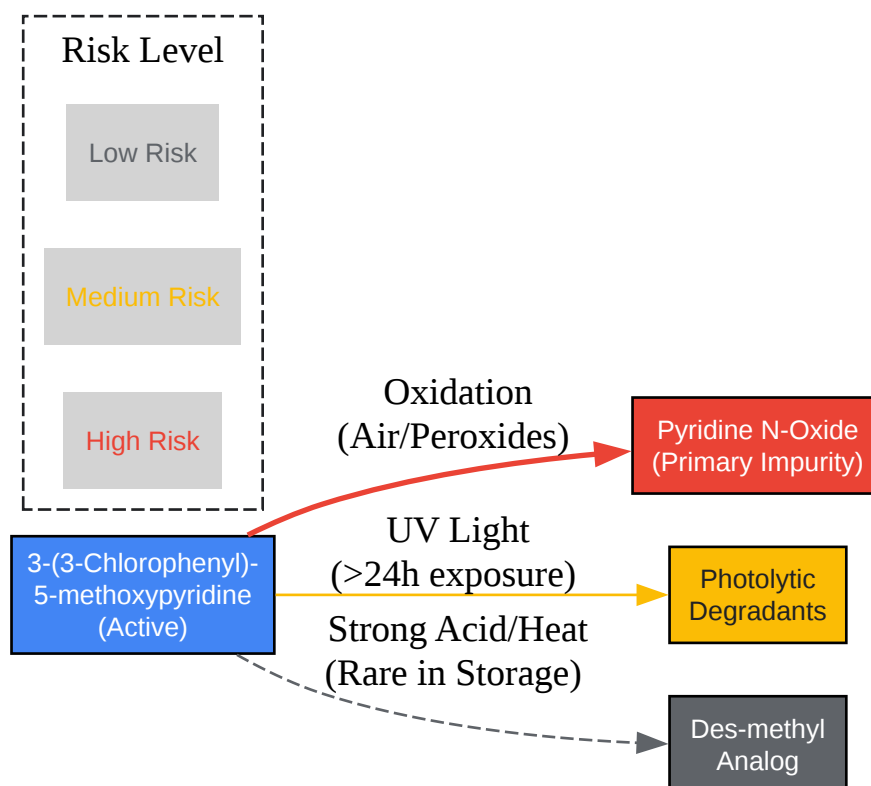 Risk Level
Low Risk
Medium Risk
High Risk
Oxidation
(Air/Peroxides)
Pyridine N-Oxide
(Primary Impurity)
3-(3-Chlorophenyl)-
5-methoxypyridine
(Active)
UV Light
(>24h exposure)
Photolytic
Degradants
Strong Acid/Heat
(Rare in Storage)
Des-methyl
Analog